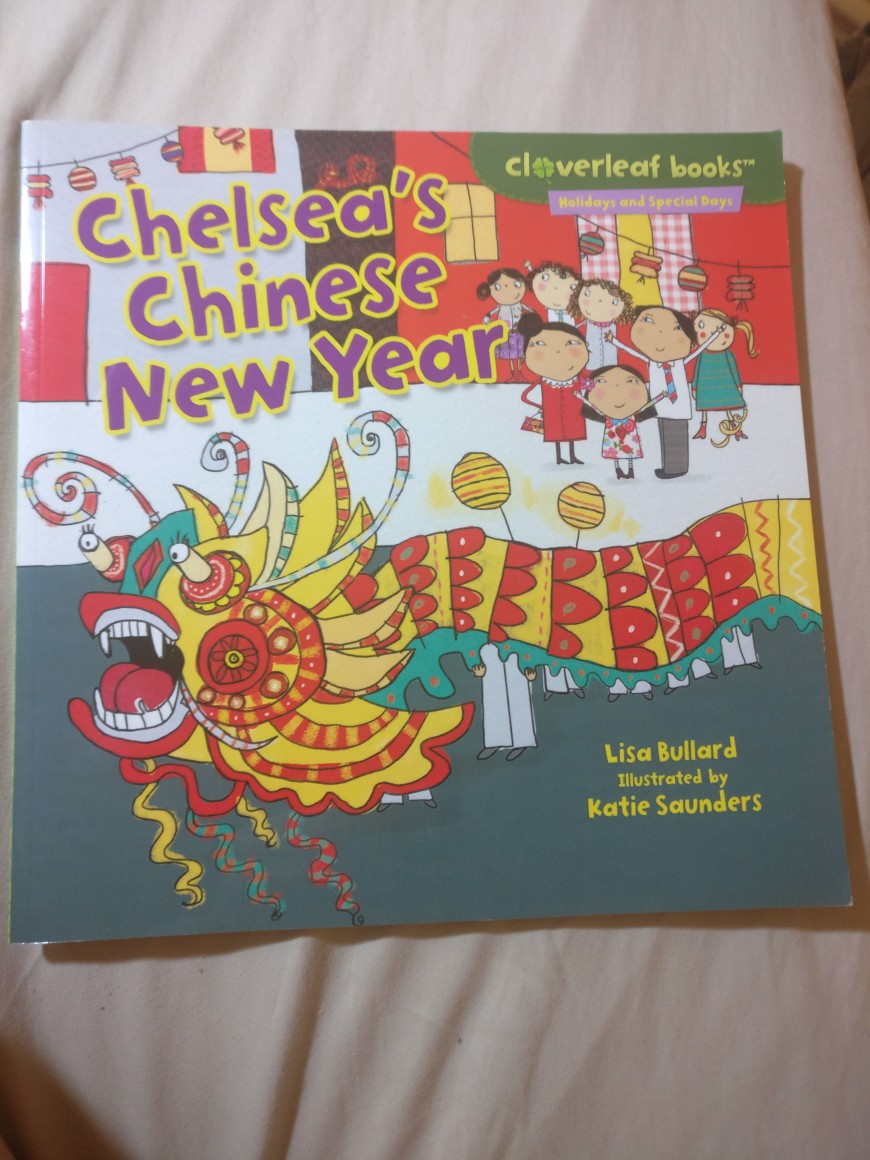 cloverleaf books™
Holidays and Special Days
Chelsea's
Chinese
New Year
Lisa Bullard
Illustrated by
Katie Saunders